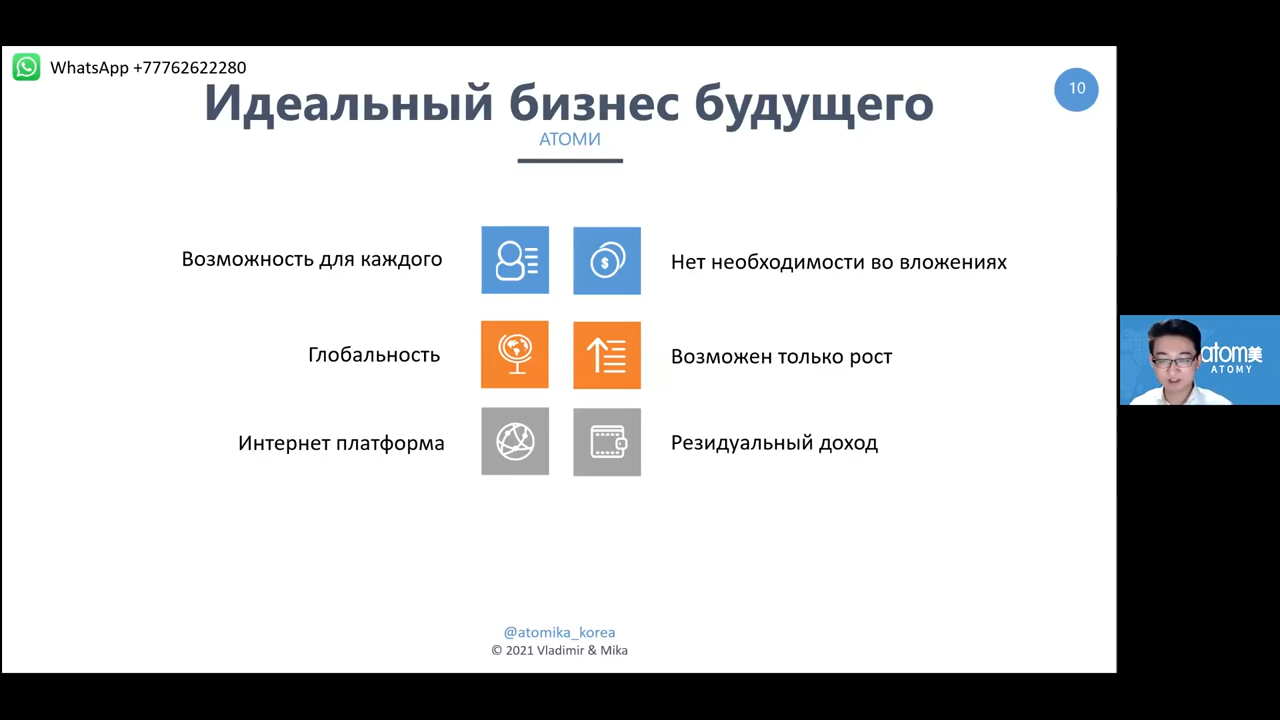 WhatsApp +77762622280
Идеальный бизнес будущего
10
АТОМИ
Возможность для каждого
$
Нет необходимости во вложениях
Глобальность
Возможен только рост
Интернет платформа
Резидуальный доход
atom美
ATOMY
@atomika_korea
© 2021 Vladimir & Mika